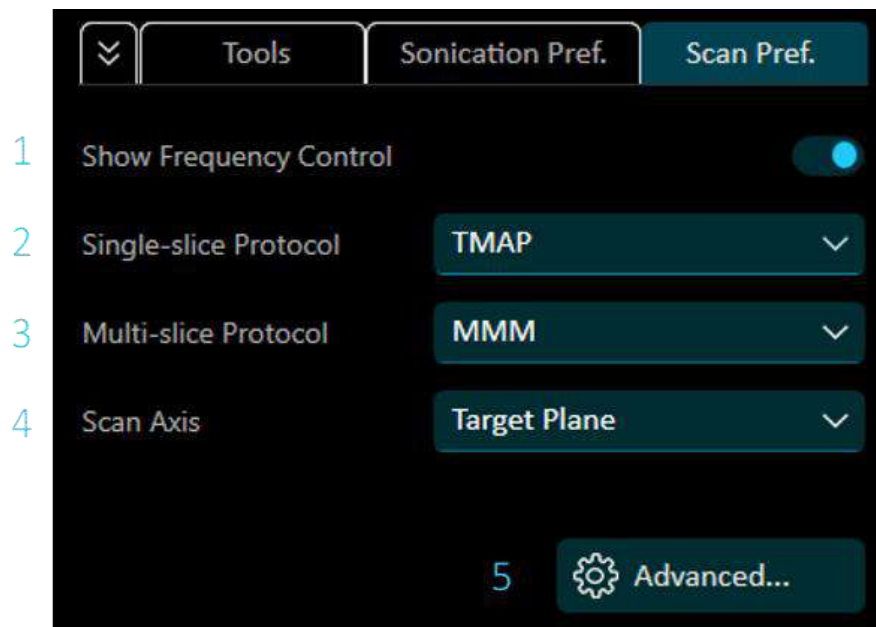 Tools Sonication Pref. Scan Pref.
1 Show Frequency Control
2 Single-slice Protocol TMAP
3 Multi-slice Protocol MMM
4 Scan Axis Target Plane
5 Advanced...